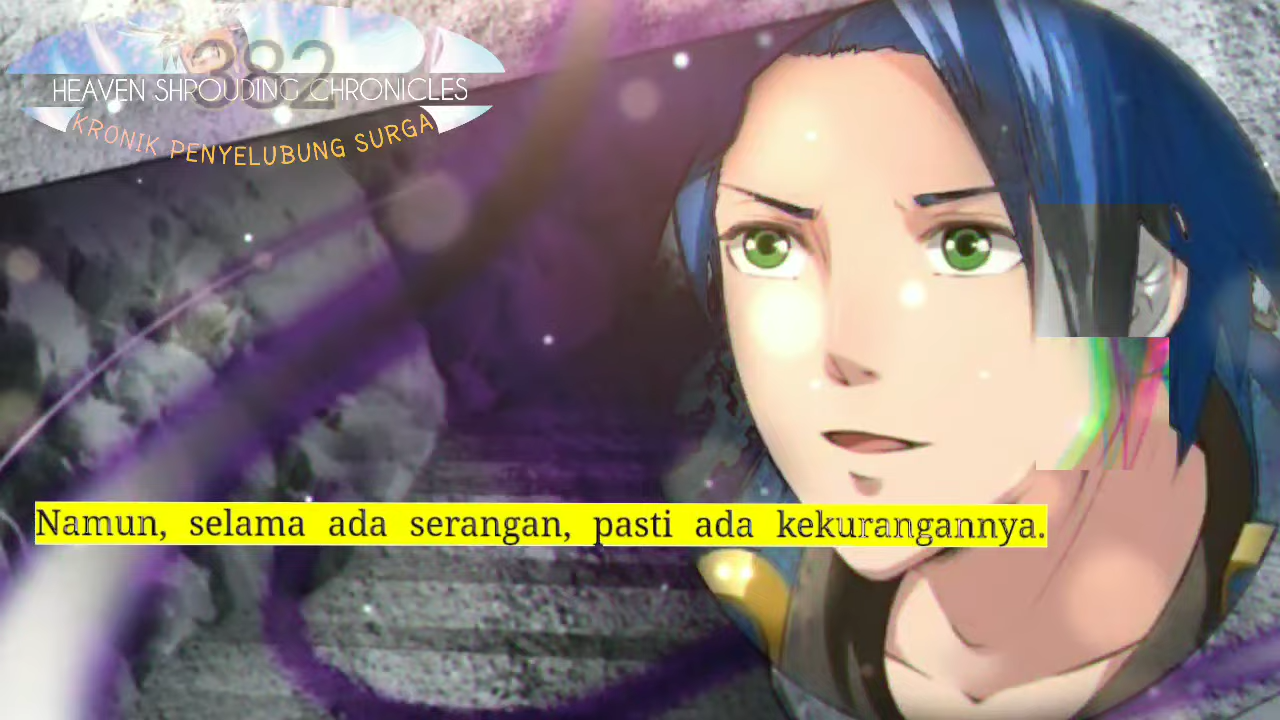 382
HEAVEN SHROUDING CHRONICLES
KRONIK PENYELUBUNG SURGA
Namun, selama ada serangan, pasti ada kekurangannya.